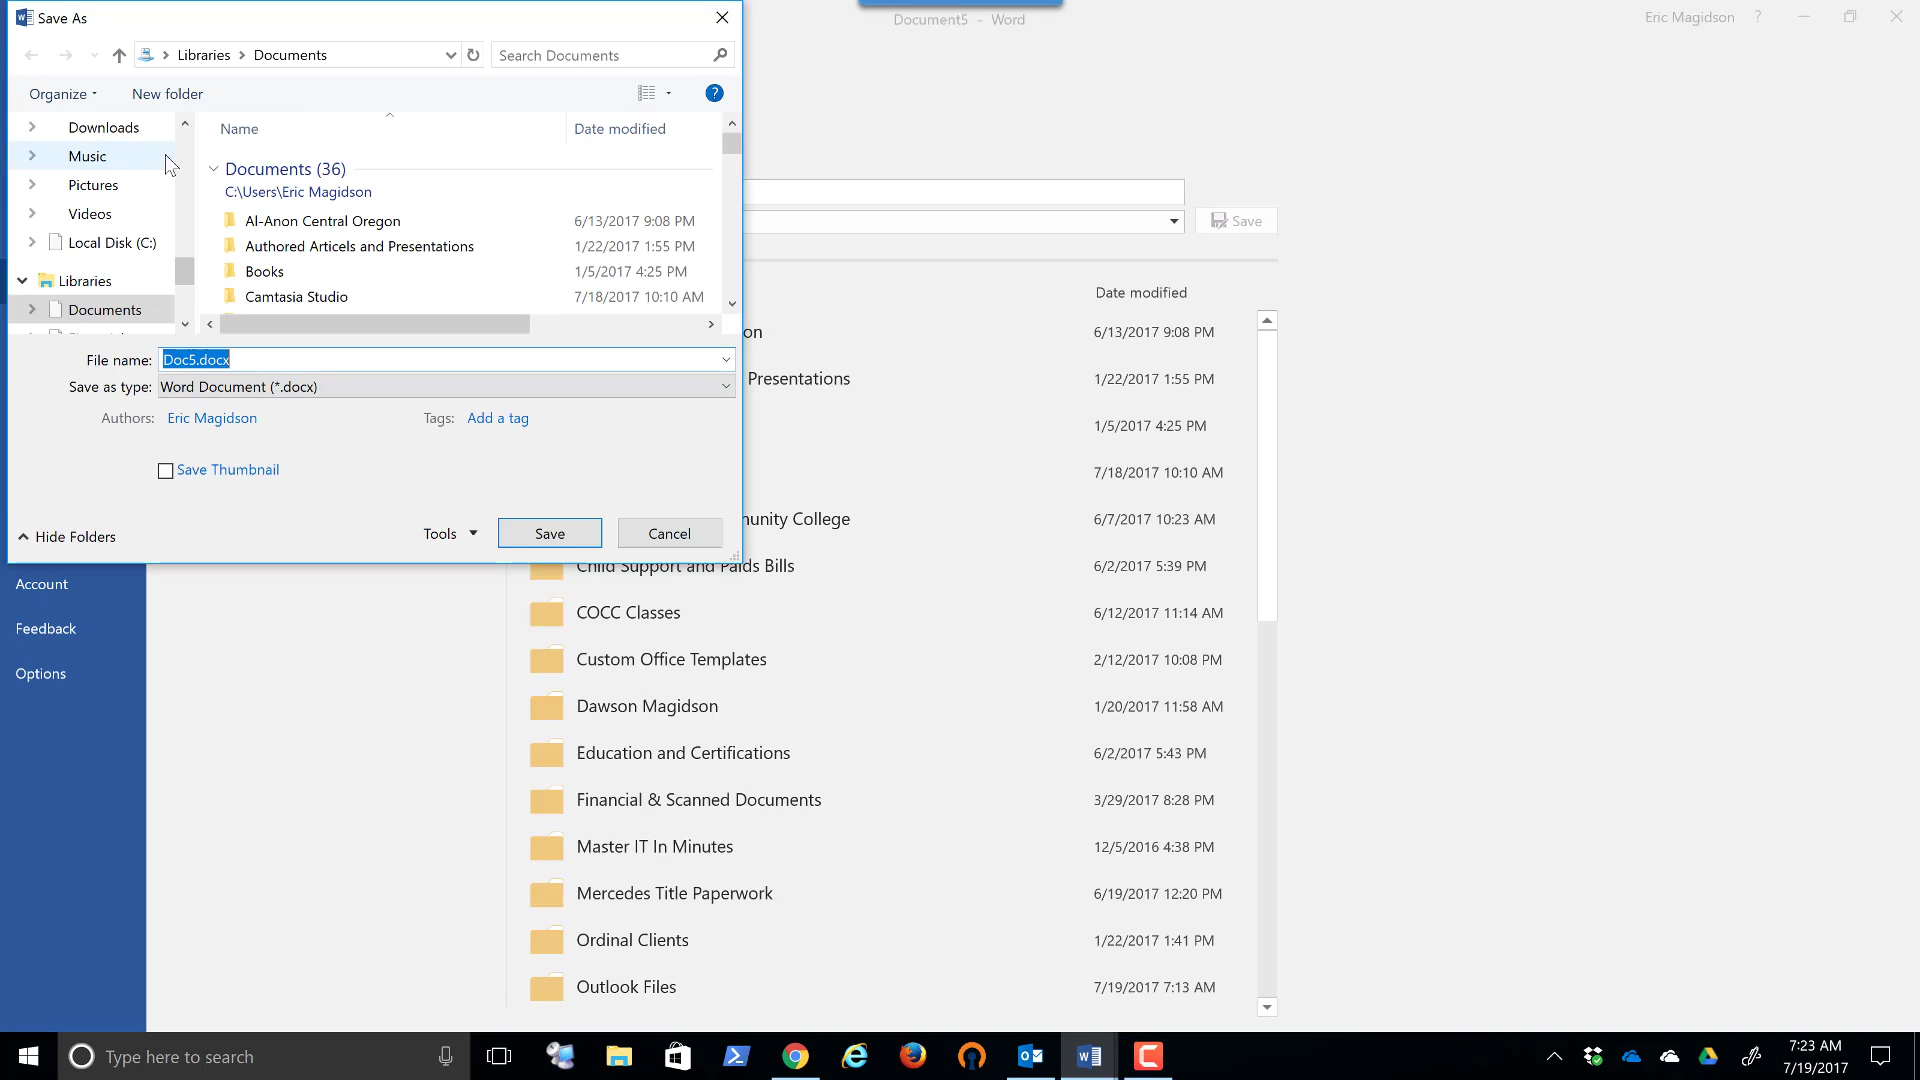 Save As
Document5 - Word
Eric Magidson
?
Libraries
Documents
Search Documents
Organize
New folder
?
Downloads
Music
Pictures
Videos
Local Disk (C:)
Libraries
Documents
Name
Date modified
Documents (36)
C:\Users\Eric Magidson
Al-Anon Central Oregon
6/13/2017 9:08 PM
Authored Articels and Presentations
1/22/2017 1:55 PM
Books
1/5/2017 4:25 PM
Camtasia Studio
7/18/2017 10:10 AM
File name:
Doc5.docx
Save as type:
Word Document (*.docx)
Authors:
Eric Magidson
Tags:
Add a tag
Save Thumbnail
Hide Folders
Tools
Save
Cancel
Save
Date modified
on
6/13/2017 9:08 PM
Presentations
1/22/2017 1:55 PM
1/5/2017 4:25 PM
7/18/2017 10:10 AM
unity College
6/7/2017 10:23 AM
Child Support and Paids Bills
6/2/2017 5:39 PM
COCC Classes
6/12/2017 11:14 AM
Custom Office Templates
2/12/2017 10:08 PM
Dawson Magidson
1/20/2017 11:58 AM
Education and Certifications
6/2/2017 5:43 PM
Financial & Scanned Documents
3/29/2017 8:28 PM
Master IT In Minutes
12/5/2016 4:38 PM
Mercedes Title Paperwork
6/19/2017 12:20 PM
Ordinal Clients
1/22/2017 1:41 PM
Outlook Files
7/19/2017 7:13 AM
Account
Feedback
Options
Type here to search
7:23 AM
7/19/2017